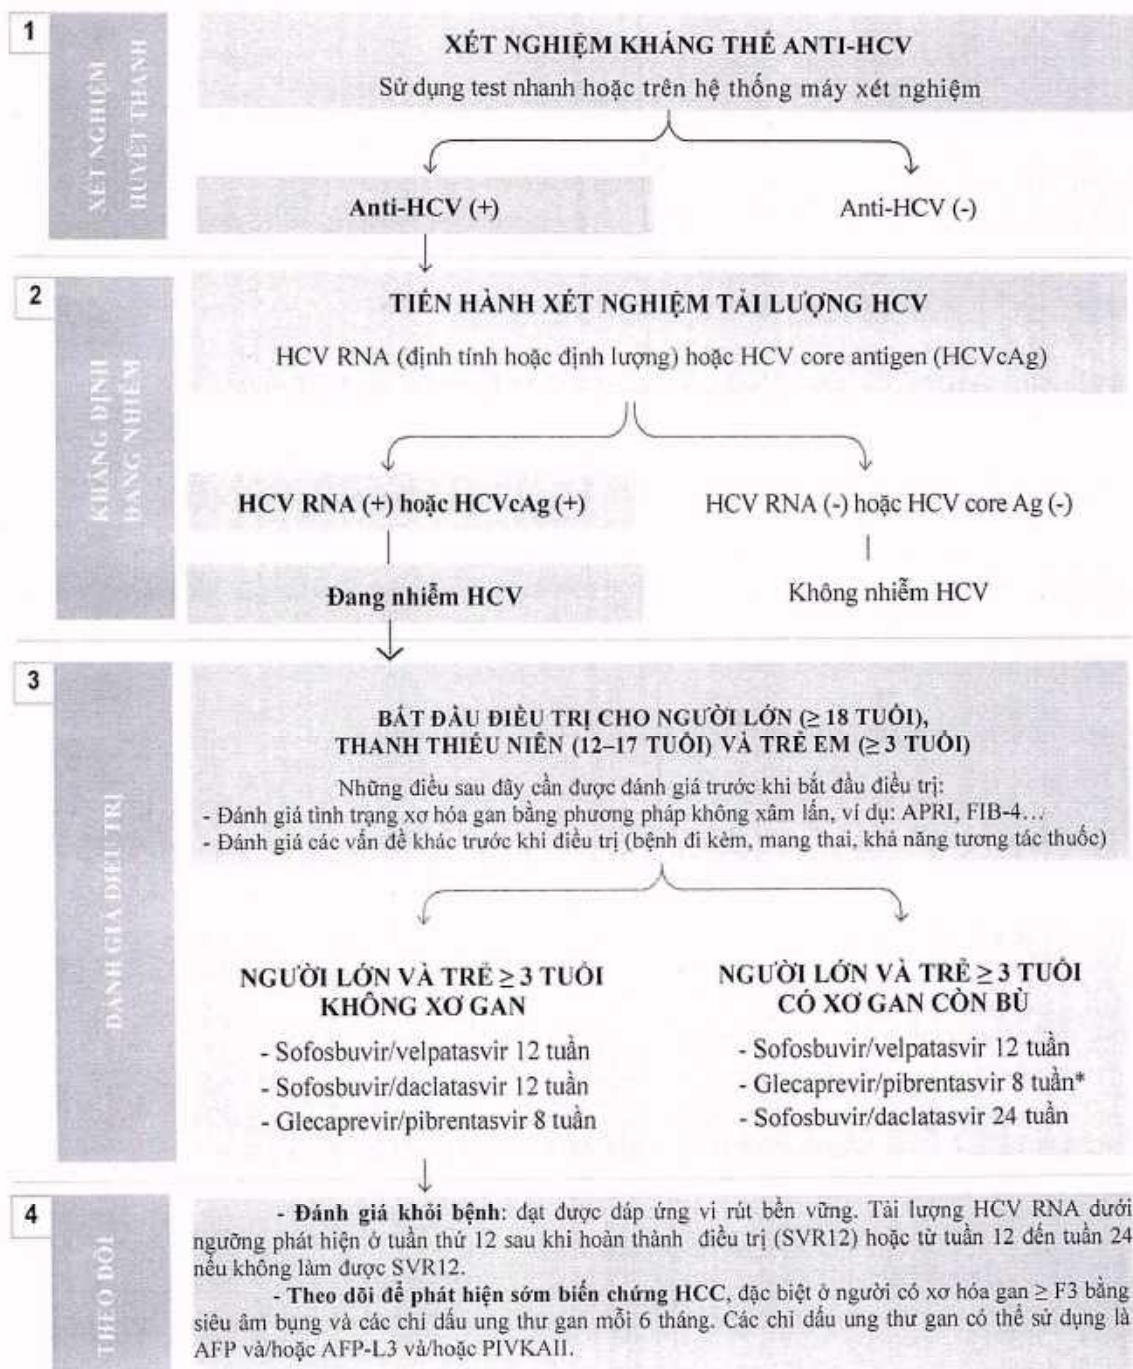 1
XÉT NGHIỆM
HUYẾT THANH
XÉT NGHIỆM KHÁNG THỂ ANTI-HCV
Sử dụng test nhanh hoặc trên hệ thống máy xét nghiệm
Anti-HCV (+)
Anti-HCV (-)
2
KHẲNG ĐỊNH
ĐANG NHIỄM
TIẾN HÀNH XÉT NGHIỆM TẢI LƯỢNG HCV
HCV RNA (định tính hoặc định lượng) hoặc HCV core antigen (HCVcAg)
HCV RNA (+) hoặc HCVcAg (+)
HCV RNA (-) hoặc HCV core Ag (-)
Đang nhiễm HCV
Không nhiễm HCV
3
ĐÁNH GIÁ ĐIỀU TRỊ
BẮT ĐẦU ĐIỀU TRỊ CHO NGƯỜI LỚN (≥ 18 TUỔI),
THANH THIẾU NIÊN (12–17 TUỔI) VÀ TRẺ EM (≥ 3 TUỔI)
Những điều sau đây cần được đánh giá trước khi bắt đầu điều trị:
- Đánh giá tình trạng xơ hóa gan bằng phương pháp không xâm lấn, ví dụ: APRI, FIB-4…
- Đánh giá các vấn đề khác trước khi điều trị (bệnh đi kèm, mang thai, khả năng tương tác thuốc)
NGƯỜI LỚN VÀ TRẺ ≥ 3 TUỔI
KHÔNG XƠ GAN
- Sofosbuvir/velpatasvir 12 tuần
- Sofosbuvir/daclatasvir 12 tuần
- Glecaprevir/pibrentasvir 8 tuần
NGƯỜI LỚN VÀ TRẺ ≥ 3 TUỔI
CÓ XƠ GAN CÒN BÙ
- Sofosbuvir/velpatasvir 12 tuần
- Glecaprevir/pibrentasvir 8 tuần*
- Sofosbuvir/daclatasvir 24 tuần
4
THEO DÕI
- Đánh giá khỏi bệnh: đạt được đáp ứng vi rút bền vững. Tải lượng HCV RNA dưới
ngưỡng phát hiện ở tuần thứ 12 sau khi hoàn thành điều trị (SVR12) hoặc từ tuần 12 đến tuần 24
nếu không làm được SVR12.
- Theo dõi để phát hiện sớm biến chứng HCC, đặc biệt ở người có xơ hóa gan ≥ F3 bằng
siêu âm bụng và các chỉ dấu ung thư gan mỗi 6 tháng. Các chỉ dấu ung thư gan có thể sử dụng là
AFP và/hoặc AFP-L3 và/hoặc PIVKAII.